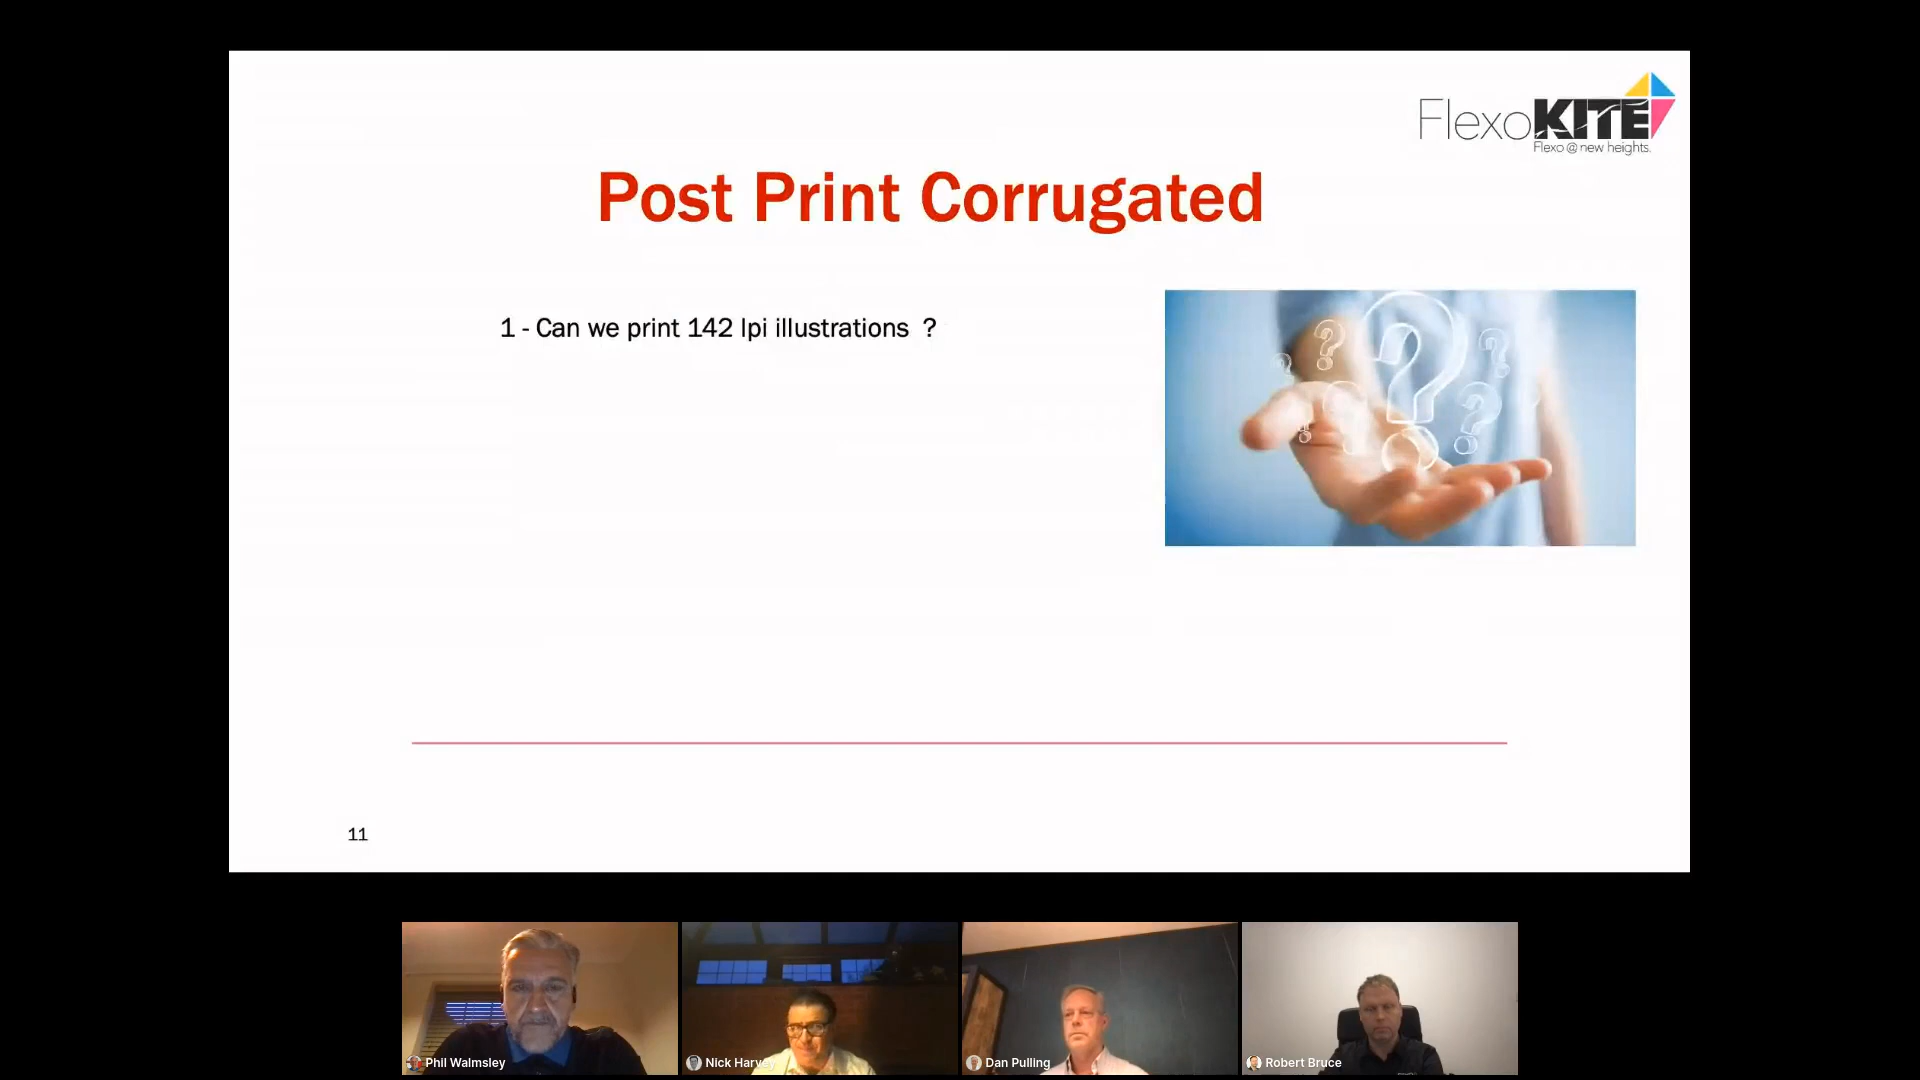 FlexoKITE
Flexo @ new heights.
Post Print Corrugated
1 - Can we print 142 lpi illustrations ?
11
Phil Walmsley
Nick Harvey
Dan Pulling
Robert Bruce